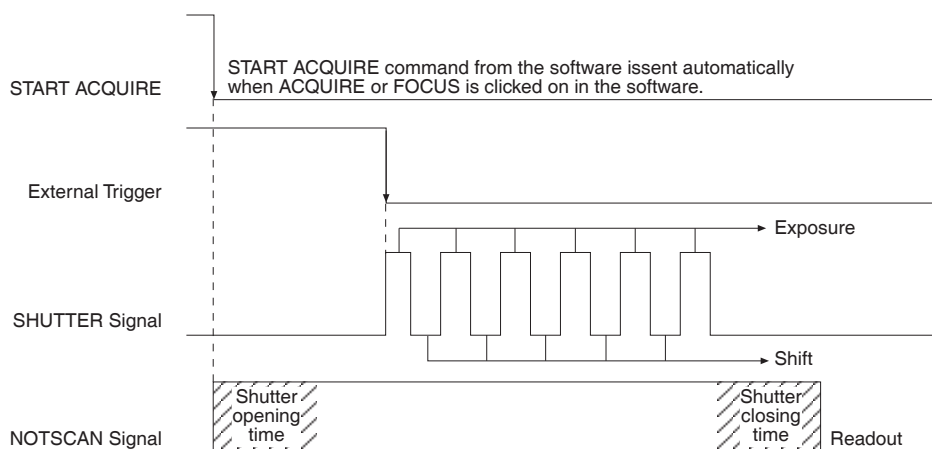 START ACQUIRE
START ACQUIRE command from the software issent automatically
when ACQUIRE or FOCUS is clicked on in the software.
External Trigger
Exposure
SHUTTER Signal
Shift
Shutter
opening
time
Shutter
closing
time
NOTSCAN Signal
Readout